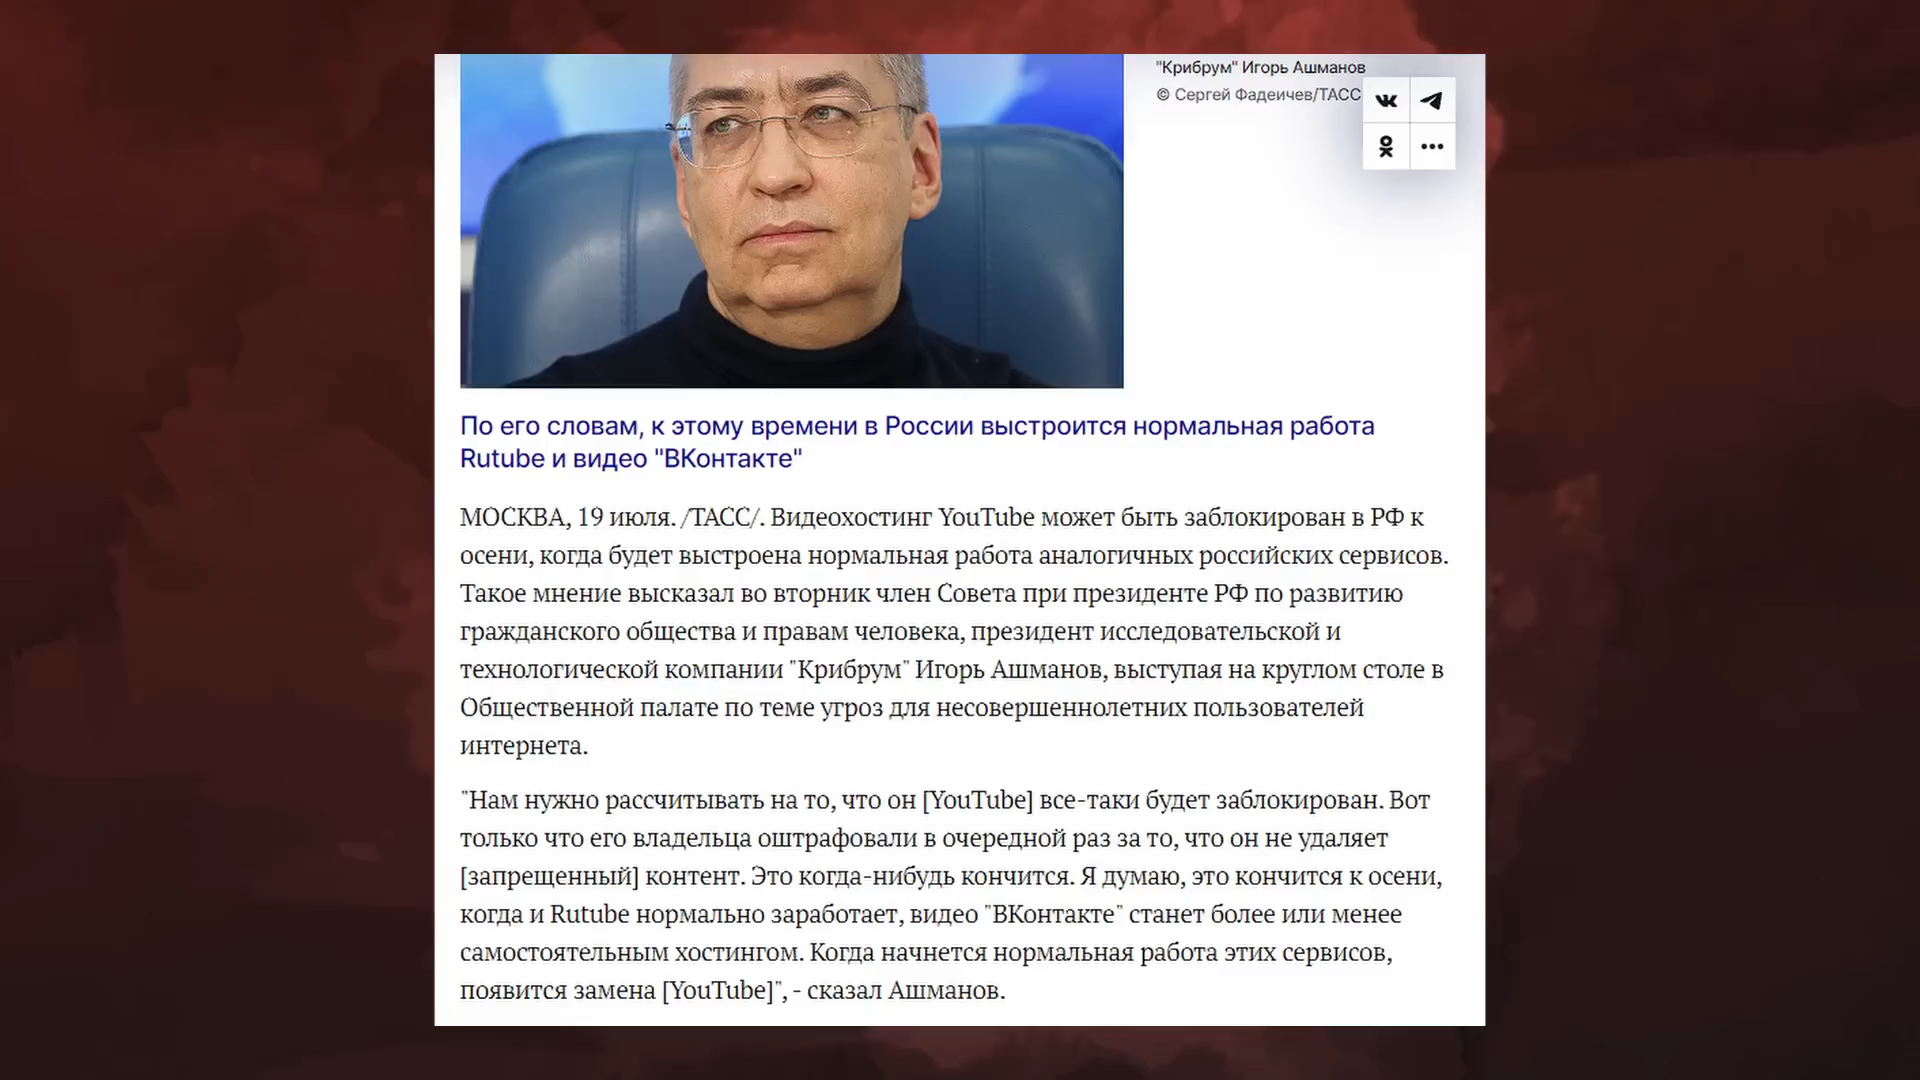 "Крибрум" Игорь Ашманов
© Сергей Фадеичев/ТАСС
По его словам, к этому времени в России выстроится нормальная работа
Rutube и видео "ВКонтакте"
МОСКВА, 19 июля. /ТАСС/. Видеохостинг YouTube может быть заблокирован в РФ к
осени, когда будет выстроена нормальная работа аналогичных российских сервисов.
Такое мнение высказал во вторник член Совета при президенте РФ по развитию
гражданского общества и правам человека, президент исследовательской и
технологической компании "Крибрум" Игорь Ашманов, выступая на круглом столе в
Общественной палате по теме угроз для несовершеннолетних пользователей
интернета.
"Нам нужно рассчитывать на то, что он [YouTube] все-таки будет заблокирован. Вот
только что его владельца оштрафовали в очередной раз за то, что он не удаляет
[запрещенный] контент. Это когда-нибудь кончится. Я думаю, это кончится к осени,
когда и Rutube нормально заработает, видео "ВКонтакте" станет более или менее
самостоятельным хостингом. Когда начнется нормальная работа этих сервисов,
появится замена [YouTube]", - сказал Ашманов.